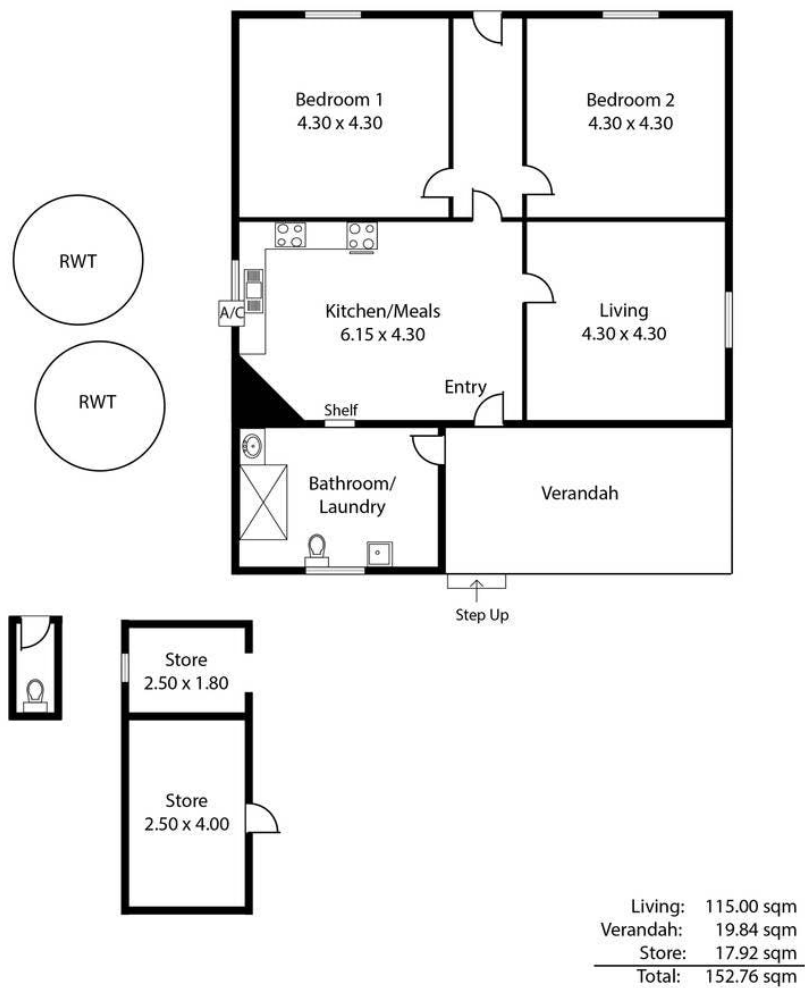 Bedroom 1
4.30 x 4.30
Bedroom 2
4.30 x 4.30
RWT
A/C
Kitchen/Meals
6.15 x 4.30
Living
4.30 x 4.30
RWT
Entry
Shelf
Bathroom/
Laundry
Verandah
Step Up
Store
2.50 x 1.80
Store
2.50 x 4.00
Living: 115.00 sqm
Verandah: 19.84 sqm
Store: 17.92 sqm
Total: 152.76 sqm